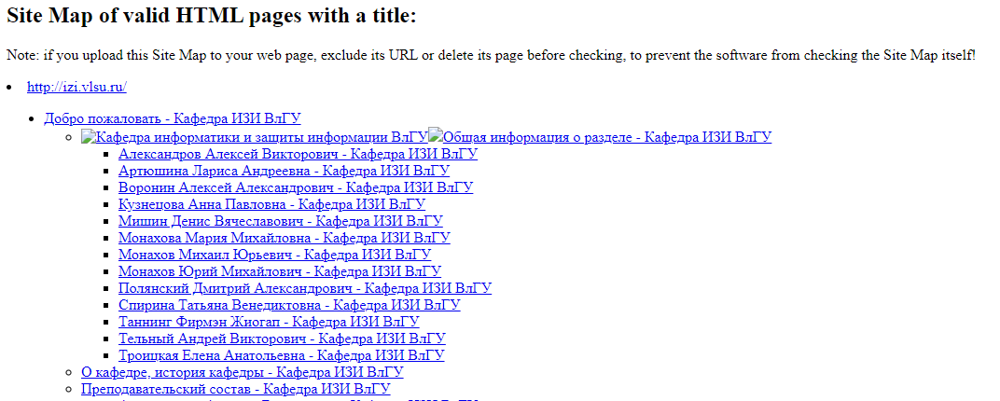 Site Map of valid HTML pages with a title:
Note: if you upload this Site Map to your web page, exclude its URL or delete its page before checking, to prevent the software from checking the Site Map itself!
http://izi.vlsu.ru/
Добро пожаловать - Кафедра ИЗИ ВлГУ
Кафедра информатики и защиты информации ВлГУ Общая информация о разделе - Кафедра ИЗИ ВлГУ
Александров Алексей Викторович - Кафедра ИЗИ ВлГУ
Артюшина Лариса Андреевна - Кафедра ИЗИ ВлГУ
Воронин Алексей Александрович - Кафедра ИЗИ ВлГУ
Кузнецова Анна Павловна - Кафедра ИЗИ ВлГУ
Мишин Денис Вячеславович - Кафедра ИЗИ ВлГУ
Монахова Мария Михайловна - Кафедра ИЗИ ВлГУ
Монахов Михаил Юрьевич - Кафедра ИЗИ ВлГУ
Монахов Юрий Михайлович - Кафедра ИЗИ ВлГУ
Полянский Дмитрий Александрович - Кафедра ИЗИ ВлГУ
Спирина Татьяна Венедиктовна - Кафедра ИЗИ ВлГУ
Таннинг Фирмэн Жиогап - Кафедра ИЗИ ВлГУ
Тельный Андрей Викторович - Кафедра ИЗИ ВлГУ
Троицкая Елена Анатольевна - Кафедра ИЗИ ВлГУ
О кафедре, история кафедры - Кафедра ИЗИ ВлГУ
Преподавательский состав - Кафедра ИЗИ ВлГУ